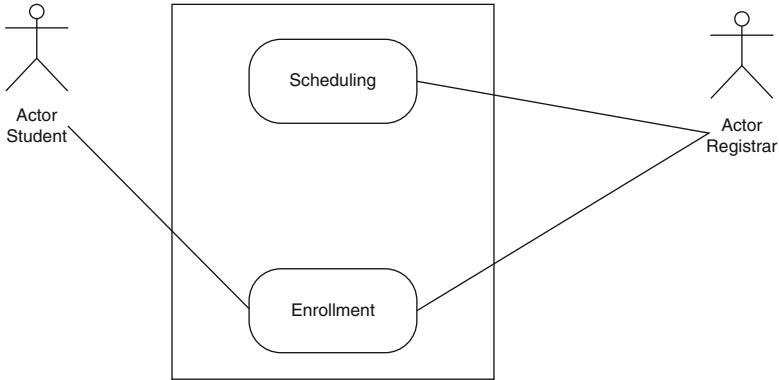 Scheduling
Actor
Student
Actor
Registrar
Enrollment